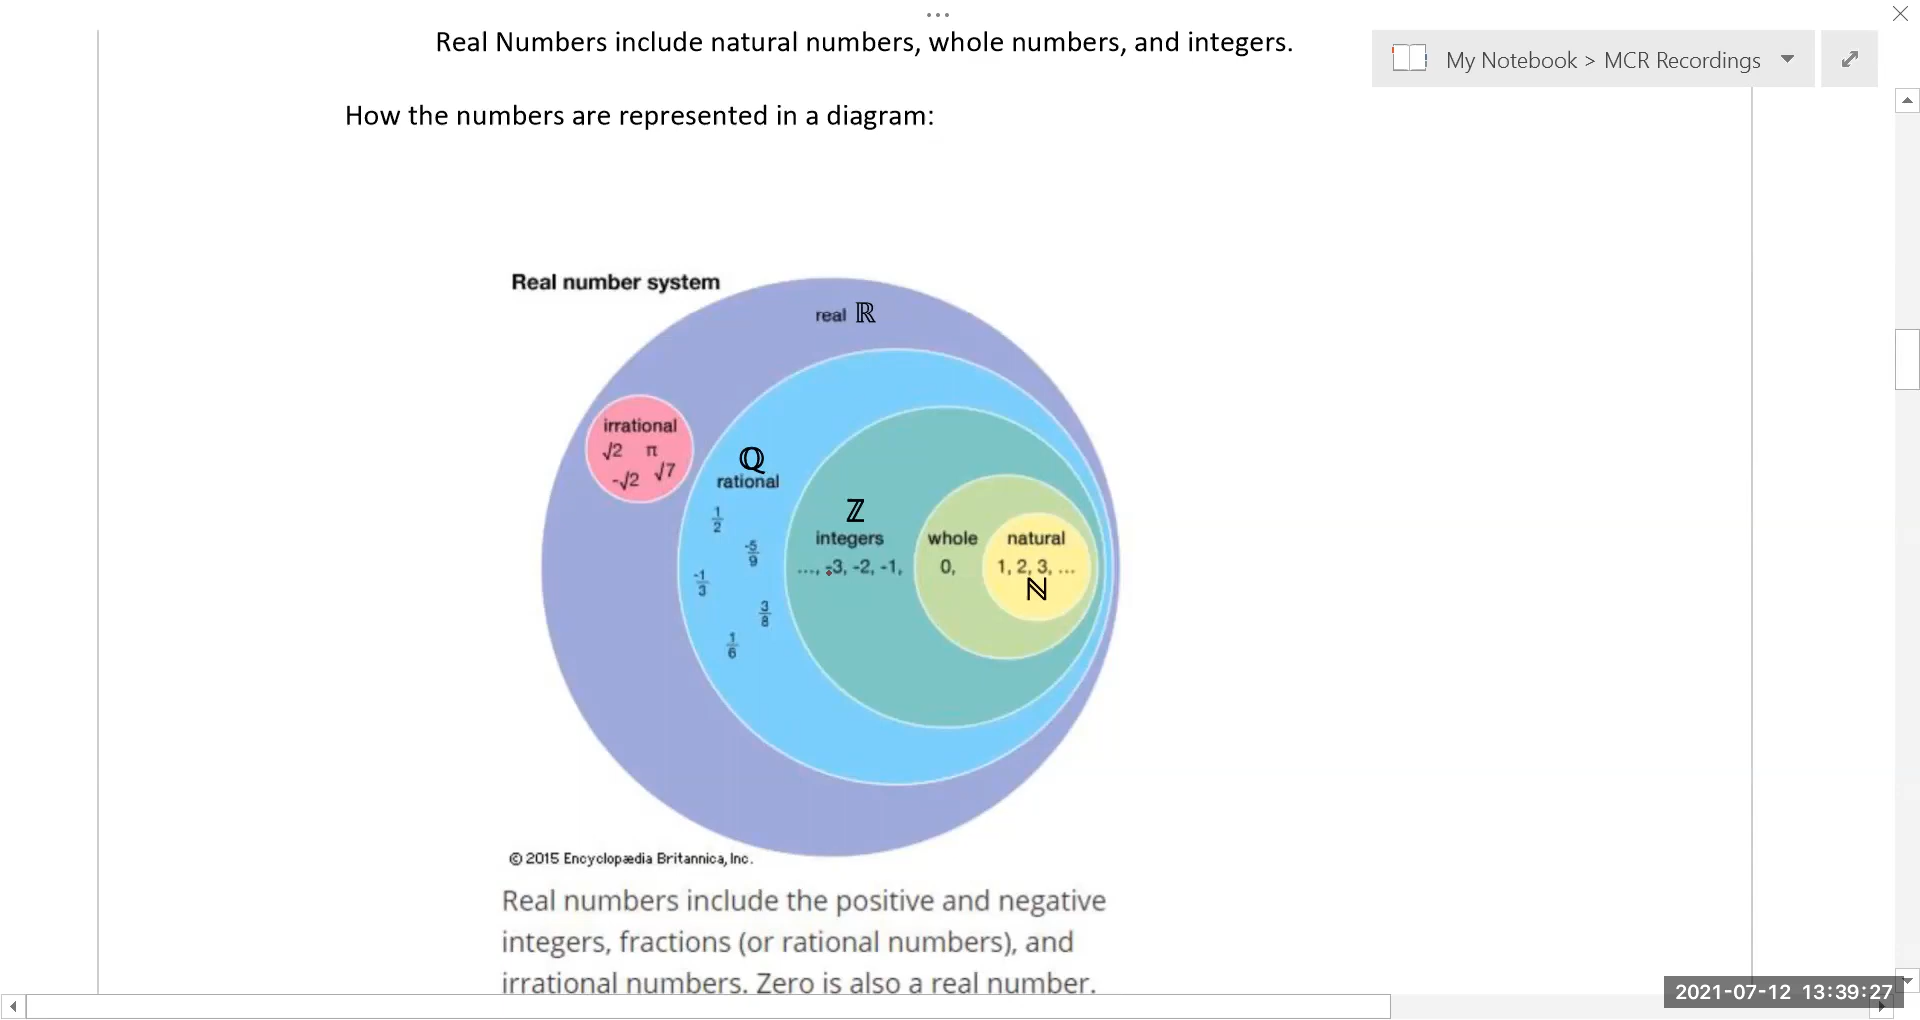 Real Numbers include natural numbers, whole numbers, and integers.
My Notebook > MCR Recordings
How the numbers are represented in a diagram:
Real number system
real ℝ
irrational
√2 π
-√2 √7
ℚ
rational
1/2
-5/9
-1/3
3/8
1/6
ℤ
integers
..., -3, -2, -1,
whole
0,
natural
1, 2, 3, ...
ℕ
© 2015 Encyclopædia Britannica, Inc.
Real numbers include the positive and negative
integers, fractions (or rational numbers), and
irrational numbers. Zero is also a real number.
2021-07-12 13:39:27